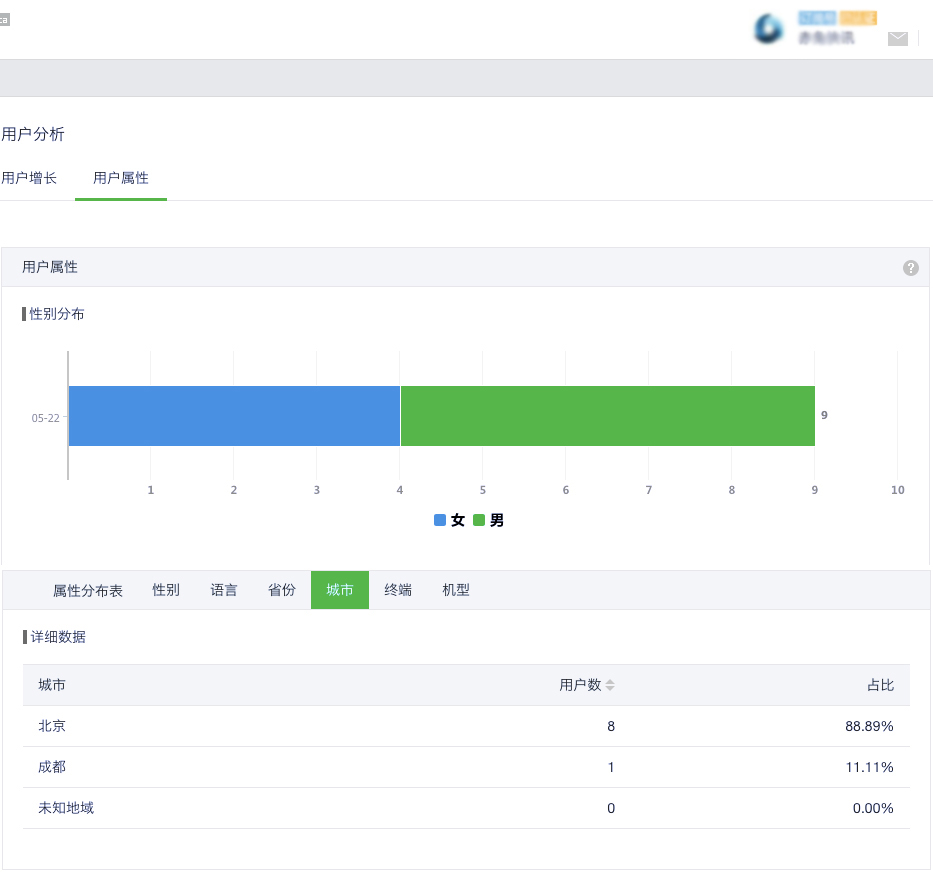 ca
用户分析
用户增长 用户属性
用户属性 ?
性别分布
05-22 9
1 2 3 4 5 6 7 8 9 10
女 男
属性分布表 性别 语言 省份 城市 终端 机型
详细数据
城市 用户数 占比
北京 8 88.89%
成都 1 11.11%
未知地域 0 0.00%